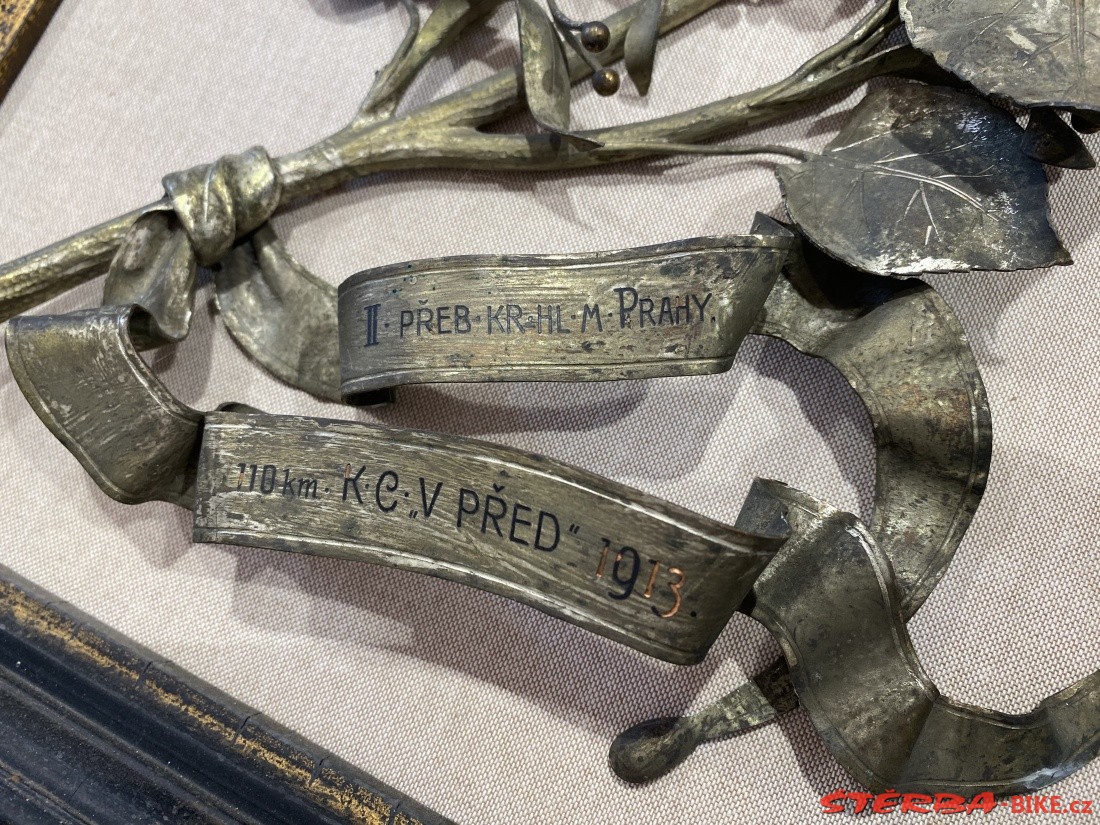 II · PŘEB · KR · HL · M · PRAHY.
110 km · K · C · „V PŘED" 1913.
ŠTĚRBA-BIKE.cz